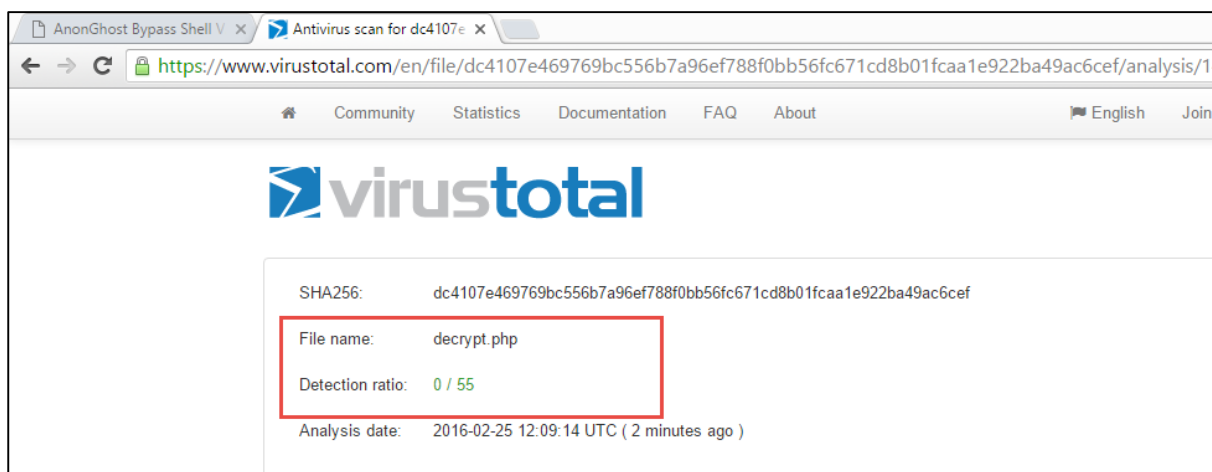 AnonGhost Bypass Shell V
Antivirus scan for dc4107e
https://www.virustotal.com/en/file/dc4107e469769bc556b7a96ef788f0bb56fc671cd8b01fcaa1e922ba49ac6cef/analysis/1
Community Statistics Documentation FAQ About English Join
virustotal
SHA256: dc4107e469769bc556b7a96ef788f0bb56fc671cd8b01fcaa1e922ba49ac6cef
File name: decrypt.php
Detection ratio: 0 / 55
Analysis date: 2016-02-25 12:09:14 UTC ( 2 minutes ago )